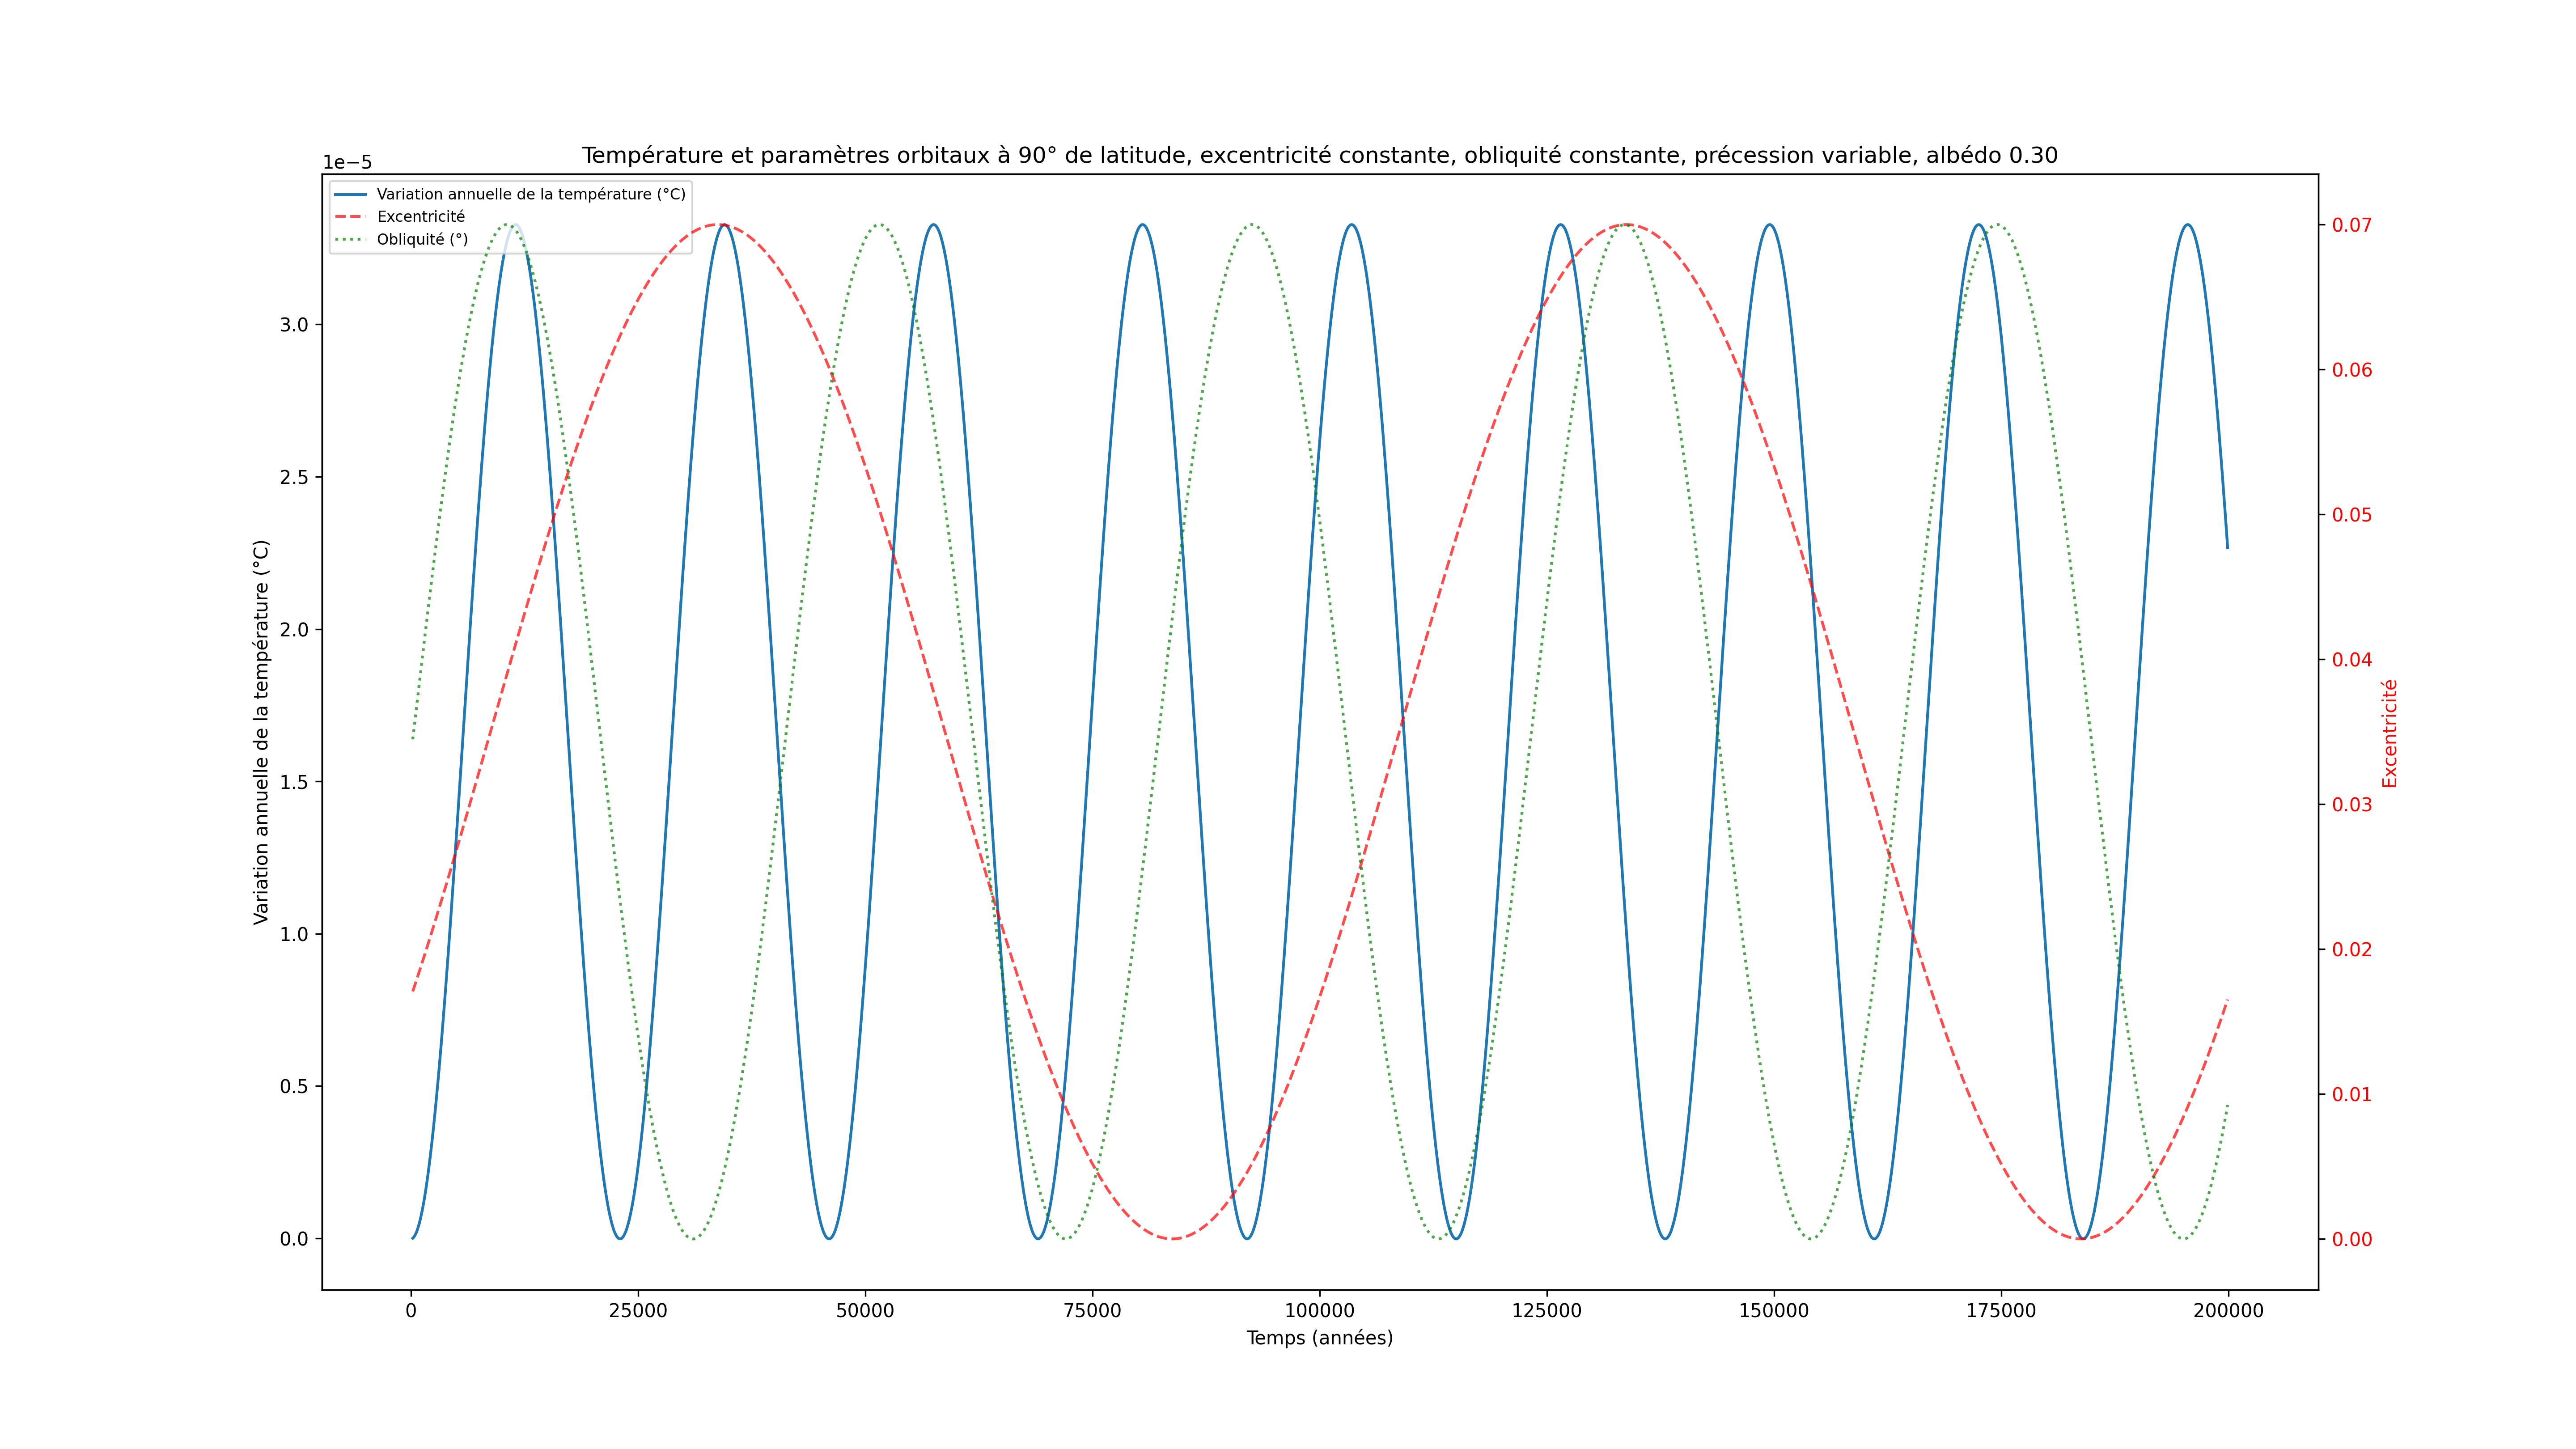 Température et paramètres orbitaux à 90° de latitude, excentricité constante, obliquité constante, précession variable, albédo 0.30
1e−5
Variation annuelle de la température (°C)
Excentricité
Obliquité (°)
3.0
2.5
2.0
1.5
1.0
0.5
0.0
Variation annuelle de la température (°C)
0.07
0.06
0.05
0.04
0.03
0.02
0.01
0.00
Excentricité
0 25000 50000 75000 100000 125000 150000 175000 200000
Temps (années)